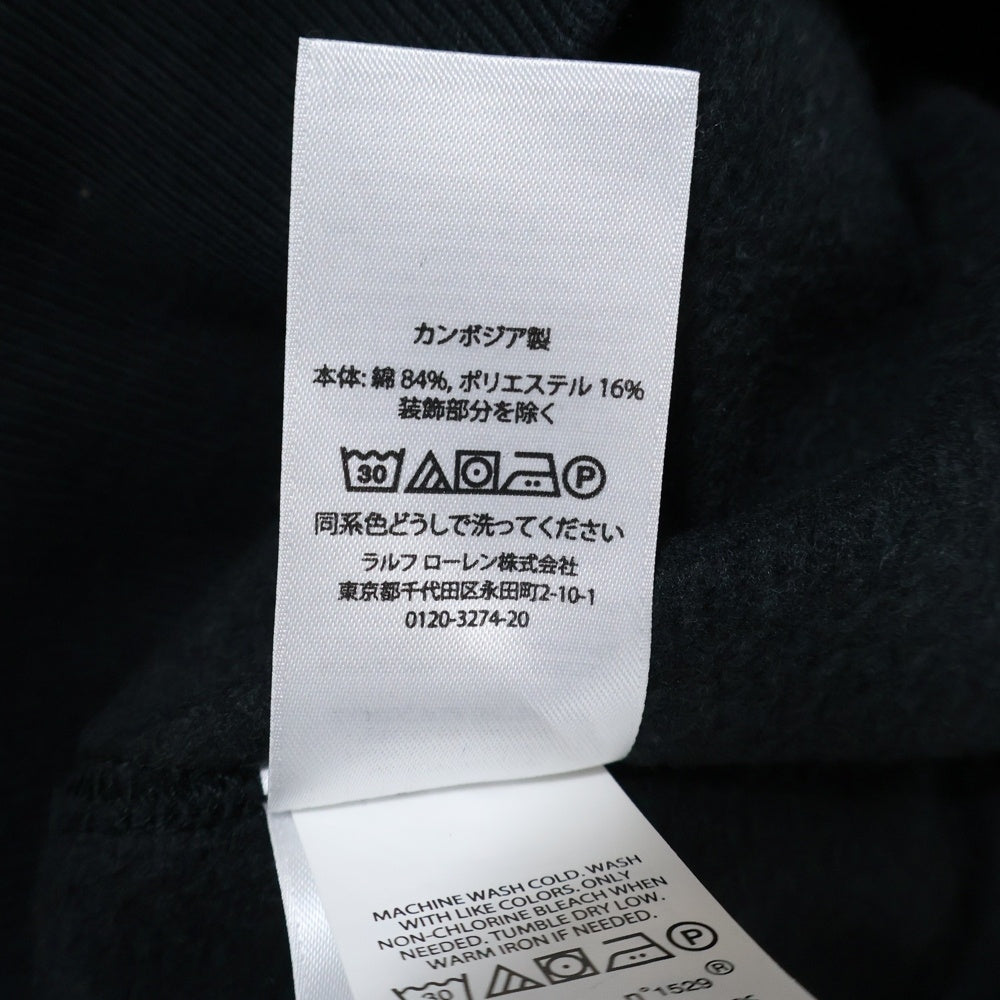 カンボジア製
本体: 綿 84%, ポリエステル 16%
装飾部分を除く
30 P
同系色どうしで洗ってください
ラルフ ローレン株式会社
東京都千代田区永田町2-10-1
0120-3274-20
MACHINE WASH COLD. WASH
WITH LIKE COLORS. ONLY
NON-CHLORINE BLEACH WHEN
NEEDED. TUMBLE DRY LOW.
WARM IRON IF NEEDED.
30 P
n°1529®